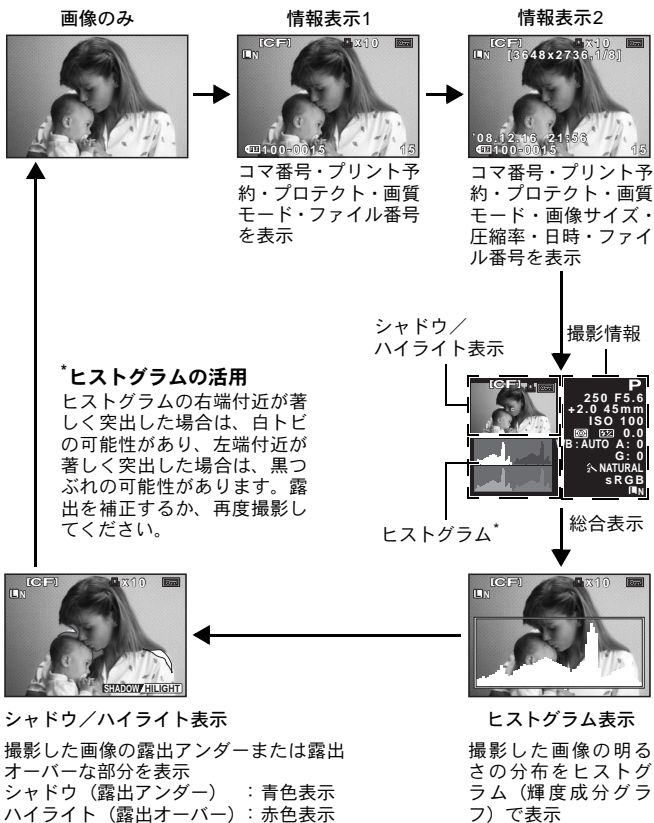 画像のみ
情報表示1
情報表示2
[CF] x10
LN
100-0015 15
[CF] x10
LN [3648x2736,1/8]
'08.12.16 21:56
100-0015 15
コマ番号・プリント予
約・プロテクト・画質
モード・ファイル番号
を表示
コマ番号・プリント予
約・プロテクト・画質
モード・画像サイズ・
圧縮率・日時・ファイ
ル番号を表示
シャドウ／
ハイライト表示
撮影情報
*ヒストグラムの活用
ヒストグラムの右端付近が著
しく突出した場合は、白トビ
の可能性があり、左端付近が
著しく突出した場合は、黒つ
ぶれの可能性があります。露
出を補正するか、再度撮影し
てください。
[CF]
P
250 F5.6
+2.0 45mm
ISO 100
0.0
WB:AUTO A: 0
G: 0
NATURAL
sRGB
LN
ヒストグラム*
総合表示
[CF] x10
LN
SHADOW/HILIGHT
[CF] x10
LN
シャドウ／ハイライト表示
撮影した画像の露出アンダーまたは露出
オーバーな部分を表示
シャドウ（露出アンダー）　：青色表示
ハイライト（露出オーバー）：赤色表示
ヒストグラム表示
撮影した画像の明る
さの分布をヒストグ
ラム（輝度成分グラ
フ）で表示